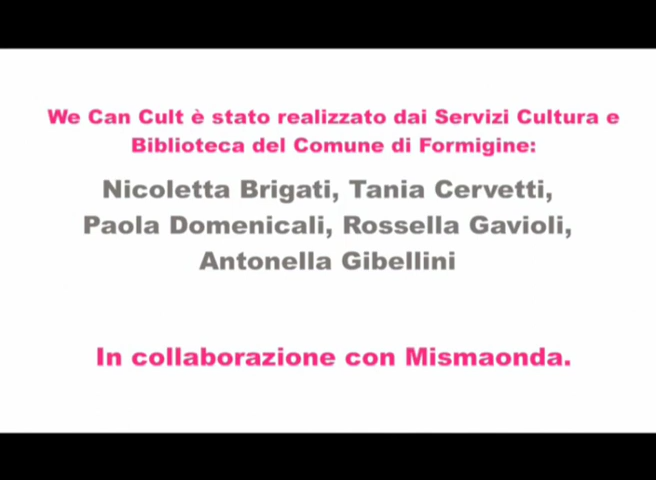 We Can Cult è stato realizzato dai Servizi Cultura e
Biblioteca del Comune di Formigine:
Nicoletta Brigati, Tania Cervetti,
Paola Domenicali, Rossella Gavioli,
Antonella Gibellini
In collaborazione con Mismaonda.